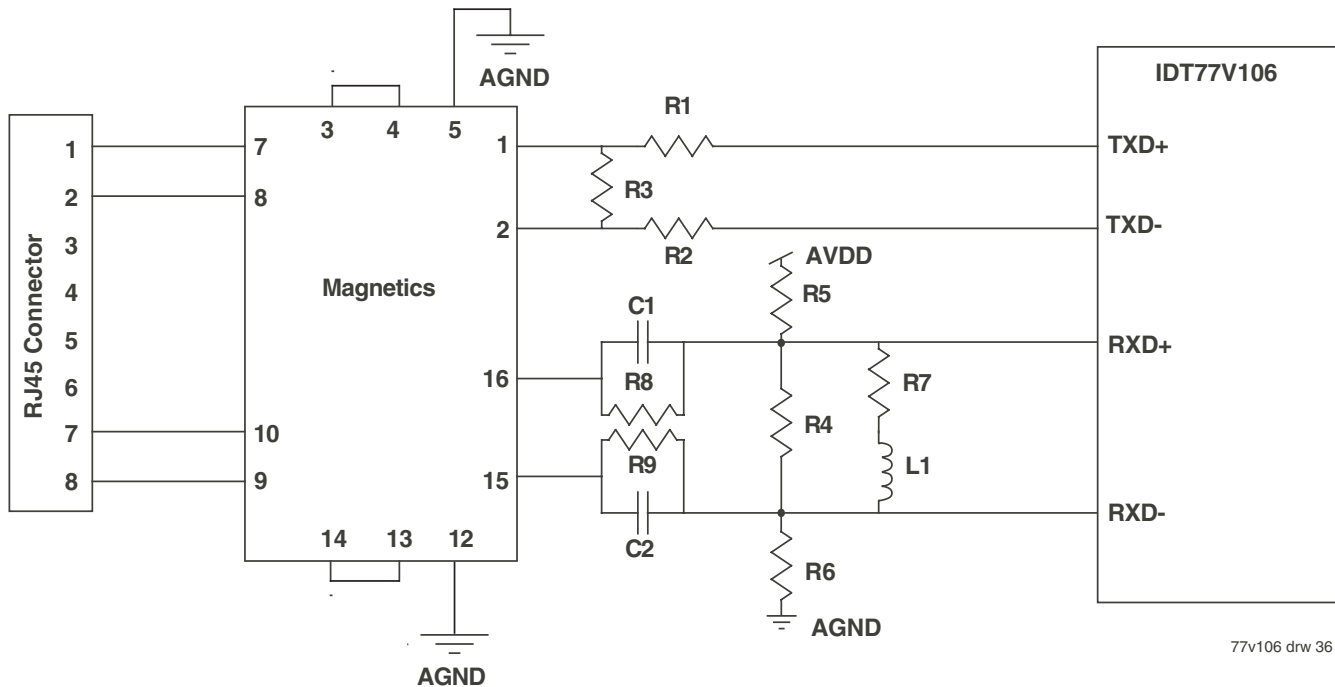 AGND
IDT77V106
RJ45 Connector
1
2
3
4
5
6
7
8
Magnetics
3 4 5
7
8
10
9
14 13 12
1
2
16
15
R1
R3
R2
AVDD
R5
C1
R8
R9
C2
R4
R7
L1
R6
AGND
AGND
TXD+
TXD-
RXD+
RXD-
77v106 drw 36